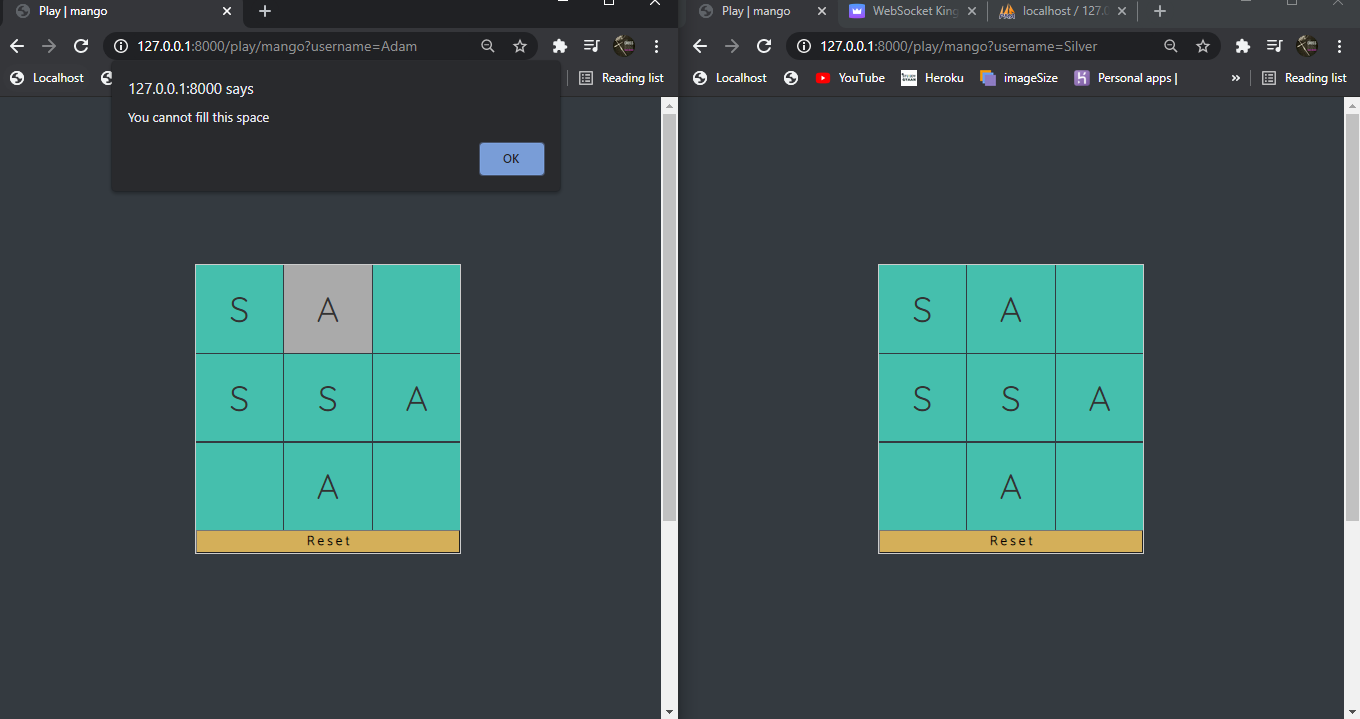 Play | mango
127.0.0.1:8000/play/mango?username=Adam
Localhost
Reading list
127.0.0.1:8000 says
You cannot fill this space
OK
S A
S S A
A
Reset
Play | mango
WebSocket King
localhost / 127.0
127.0.0.1:8000/play/mango?username=Silver
Localhost
YouTube
Heroku
imageSize
Personal apps |
»
Reading list
S A
S S A
A
Reset